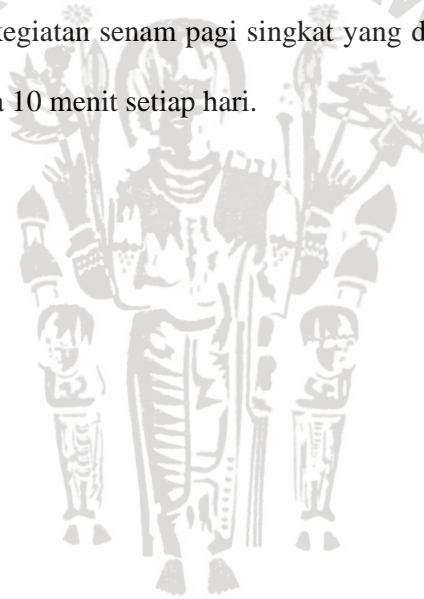 kegiatan senam pagi singkat yang d
a 10 menit setiap hari.